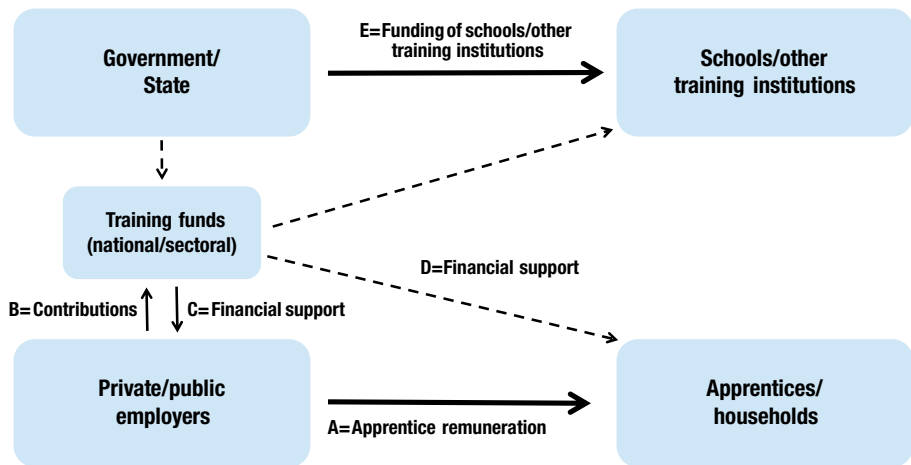 E=Funding of schools/other
training institutions
Government/
State
Schools/other
training institutions
Training funds
(national/sectoral)
D=Financial support
B=Contributions
C=Financial support
Private/public
employers
Apprentices/
households
A=Apprentice remuneration